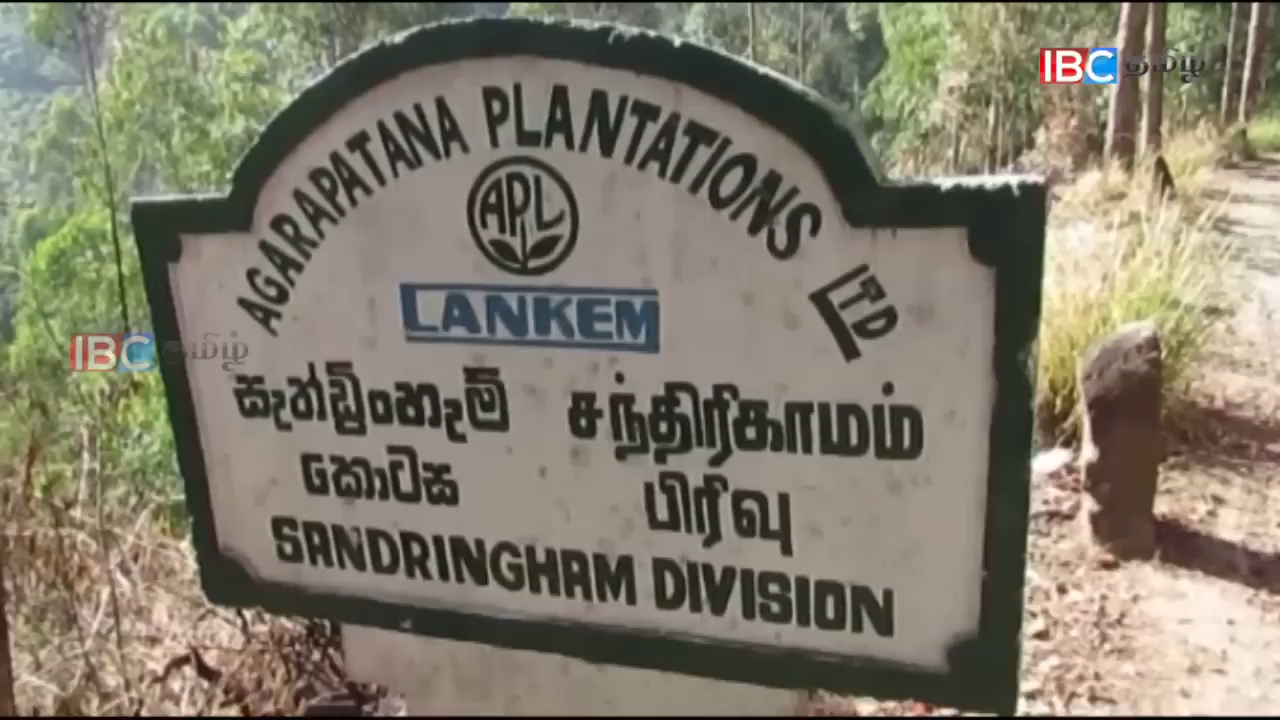 IBC தமிழ்
AGARAPATANA PLANTATIONS LTD
APL
LANKEM
IBC தமிழ்
සැන්ඩ්‍රිංහැම් சந்திரிகாமம்
කොටස பிரிவு
SANDRINGHAM DIVISION